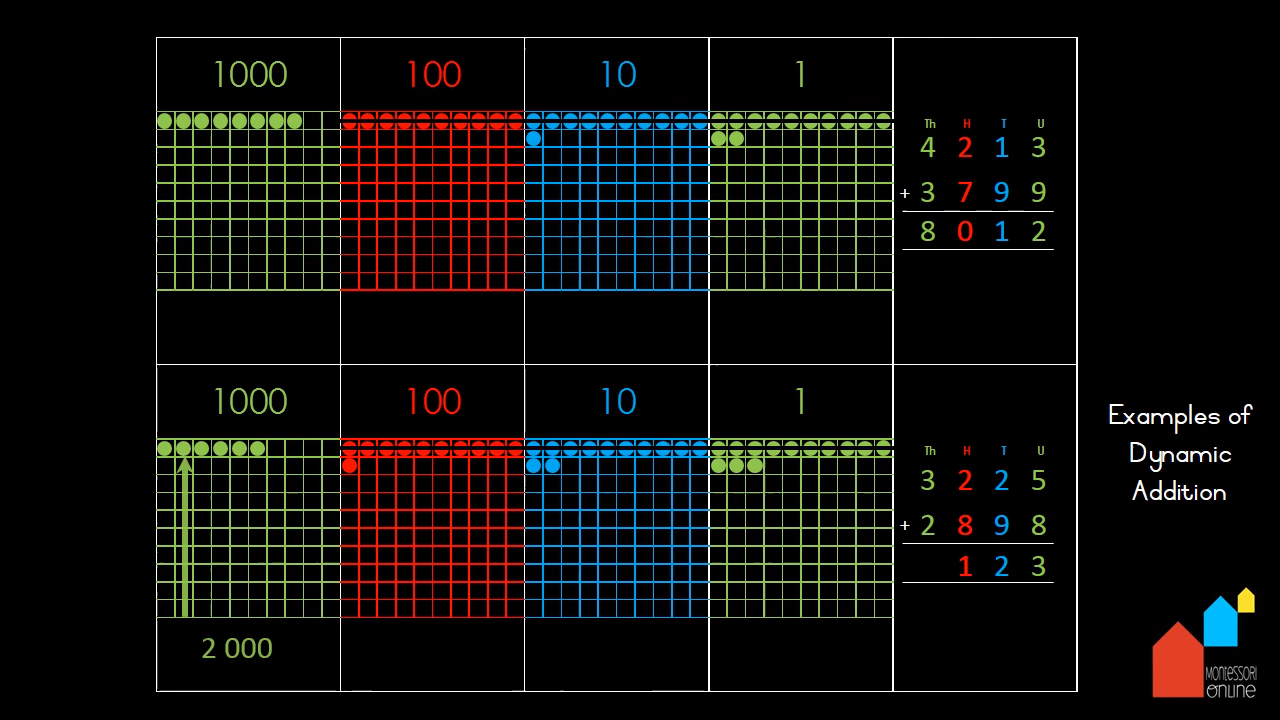 1000 100 10 1
Th H T U
4 2 1 3
+ 3 7 9 9
8 0 1 2
1000 100 10 1
Th H T U
3 2 2 5
+ 2 8 9 8
1 2 3
2 000
Examples of
Dynamic
Addition
MONTESSORI
ONLINE